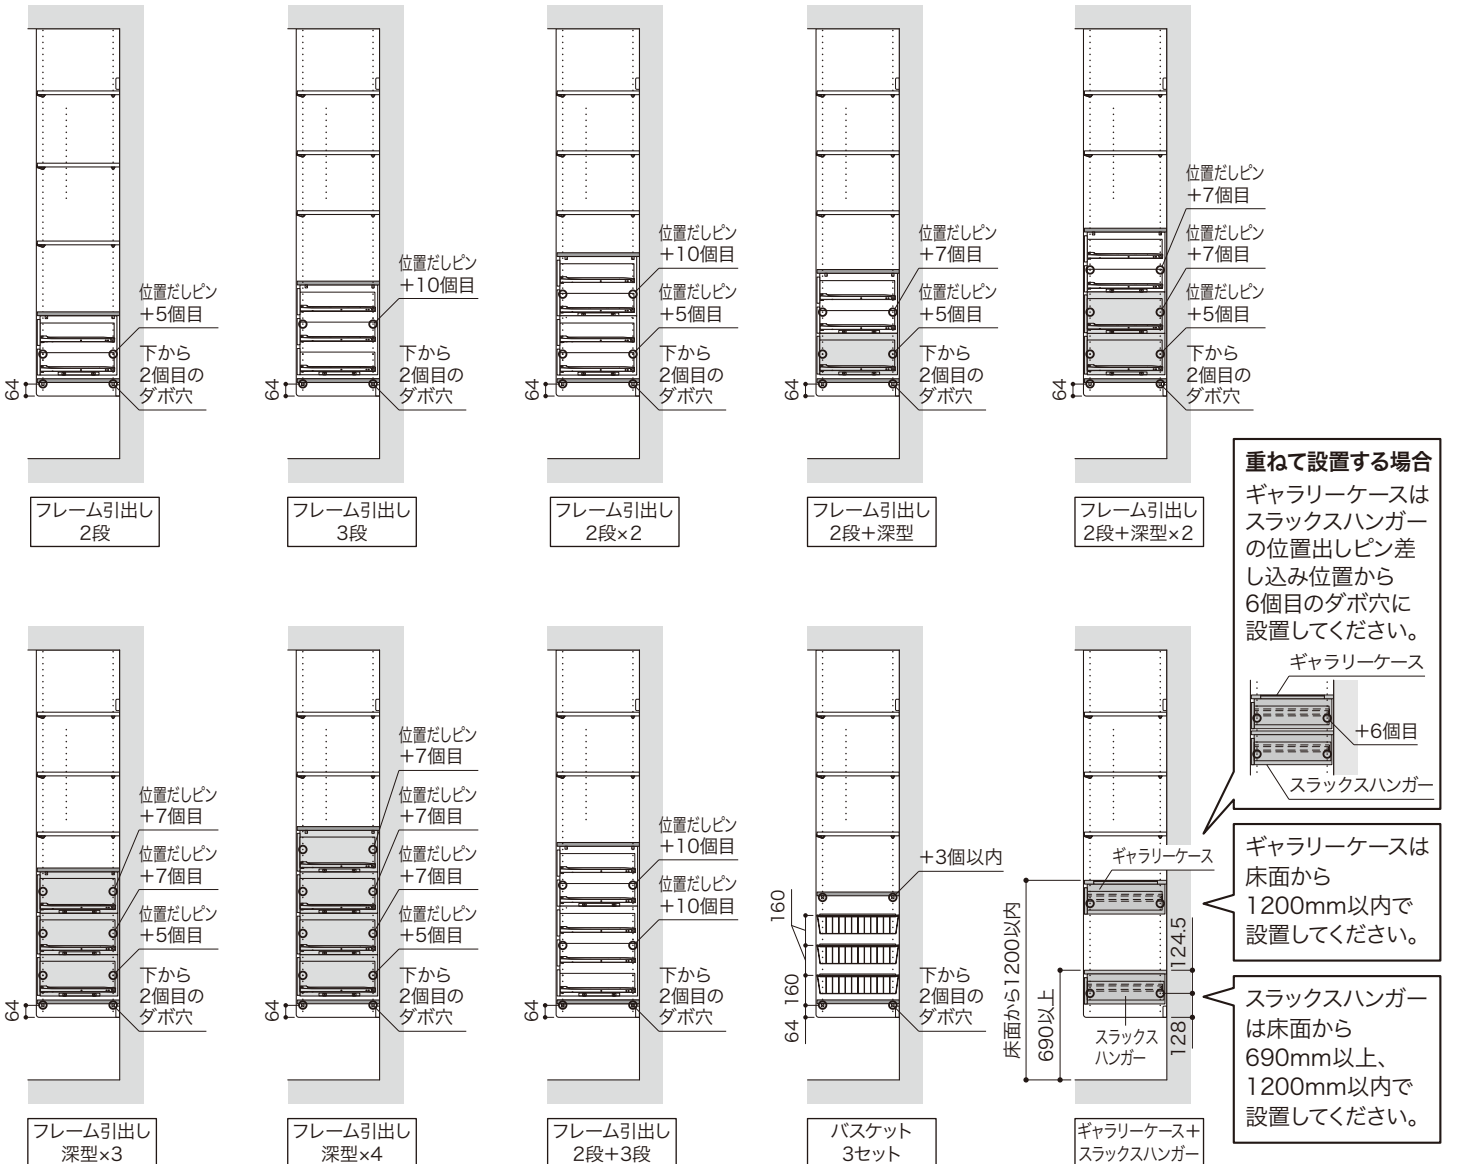 位置だしピン
+5個目
下から
2個目の
ダボ穴
64
フレーム引出し
2段
位置だしピン
+10個目
下から
2個目の
ダボ穴
64
フレーム引出し
3段
位置だしピン
+10個目
位置だしピン
+5個目
下から
2個目の
ダボ穴
64
フレーム引出し
2段×2
位置だしピン
+7個目
位置だしピン
+5個目
下から
2個目の
ダボ穴
64
フレーム引出し
2段+深型
位置だしピン
+7個目
位置だしピン
+7個目
位置だしピン
+5個目
下から
2個目の
ダボ穴
64
フレーム引出し
2段+深型×2
重ねて設置する場合
ギャラリーケースは
スラックスハンガー
の位置出しピン差
し込み位置から
6個目のダボ穴に
設置してください。
ギャラリーケース
+6個目
スラックスハンガー
位置だしピン
+7個目
位置だしピン
+7個目
位置だしピン
+5個目
下から
2個目の
ダボ穴
64
フレーム引出し
深型×3
位置だしピン
+7個目
位置だしピン
+7個目
位置だしピン
+7個目
位置だしピン
+5個目
下から
2個目の
ダボ穴
64
フレーム引出し
深型×4
位置だしピン
+10個目
位置だしピン
+10個目
下から
2個目の
ダボ穴
64
フレーム引出し
2段+3段
+3個以内
160
160
64
下から
2個目の
ダボ穴
バスケット
3セット
ギャラリーケース
床面から1200以内
690以上
124.5
128
スラックス
ハンガー
ギャラリーケース+
スラックスハンガー
ギャラリーケースは
床面から
1200mm以内で
設置してください。
スラックスハンガー
は床面から
690mm以上、
1200mm以内で
設置してください。